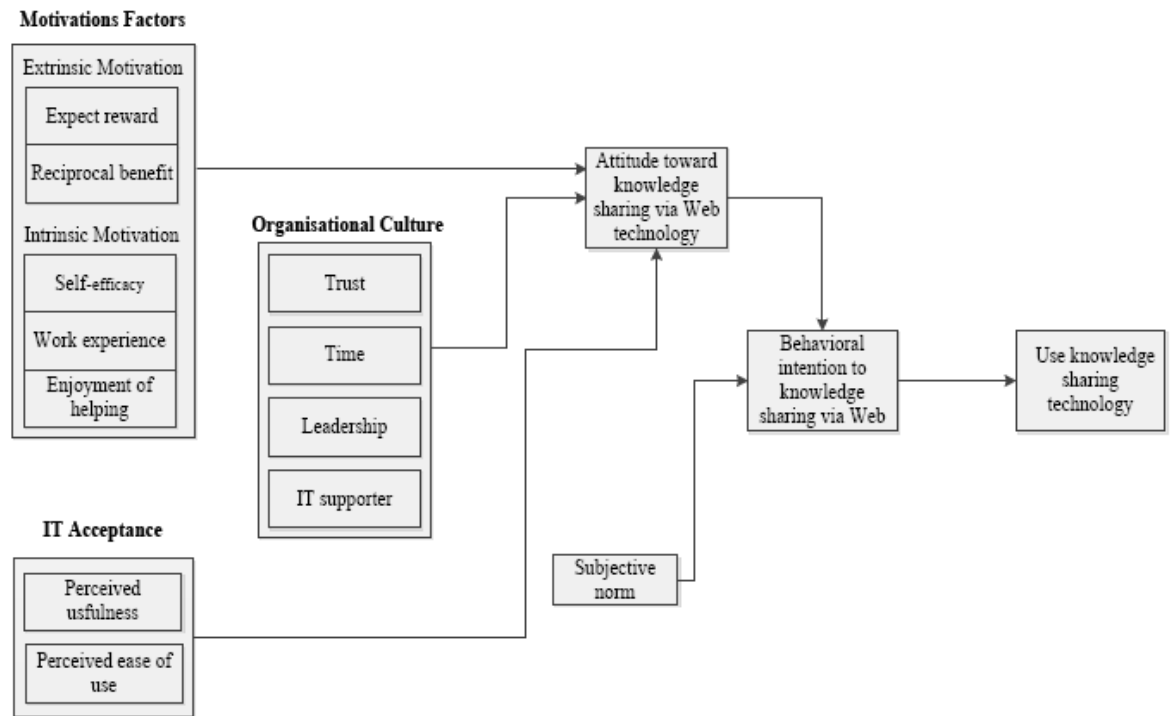 Motivations Factors
Extrinsic Motivation
Expect reward
Reciprocal benefit
Intrinsic Motivation
Self-efficacy
Work experience
Enjoyment of
helping
Organisational Culture
Trust
Time
Leadership
IT supporter
IT Acceptance
Perceived
usfulness
Perceived ease of
use
Attitude toward
knowledge
sharing via Web
technology
Subjective
norm
Behavioral
intention to
knowledge
sharing via Web
Use knowledge
sharing
technology